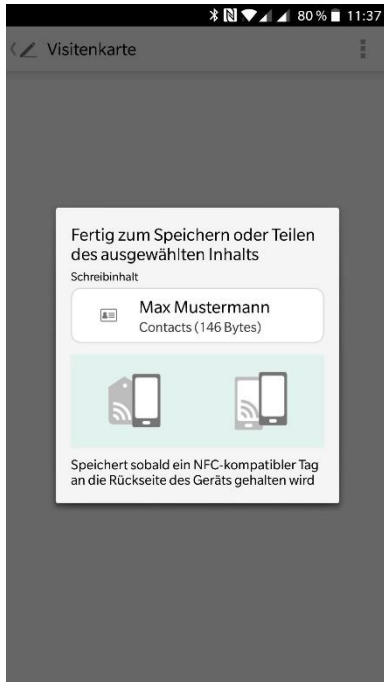 80 % 11:37
Visitenkarte
Fertig zum Speichern oder Teilen
des ausgewählten Inhalts
Schreibinhalt
Max Mustermann
Contacts (146 Bytes)
Speichert sobald ein NFC-kompatibler Tag
an die Rückseite des Geräts gehalten wird